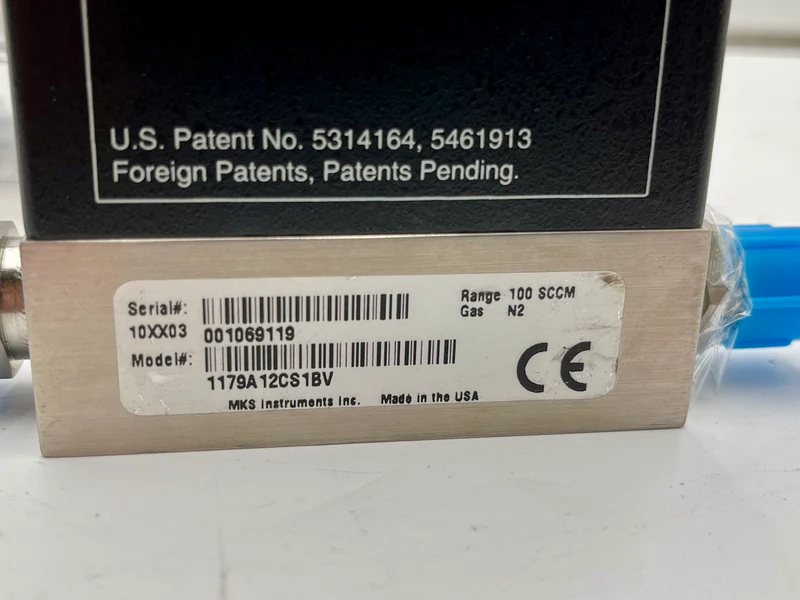 U.S. Patent No. 5314164, 5461913
Foreign Patents, Patents Pending.
Serial#:
10XX03 001069119
Model#:
1179A12CS1BV
Range 100 SCCM
Gas N2
CE
MKS Instruments Inc. Made in the USA